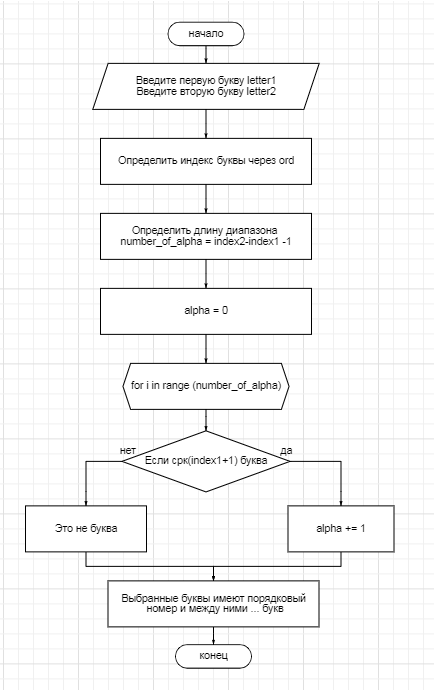 начало
Введите первую букву letter1
Введите вторую букву letter2
Определить индекс буквы через ord
Определить длину диапазона
number_of_alpha = index2-index1 -1
alpha = 0
for i in range (number_of_alpha)
нет
да
Если срк(index1+1) буква
Это не буква
alpha += 1
Выбранные буквы имеют порядковый
номер и между ними ... букв
конец